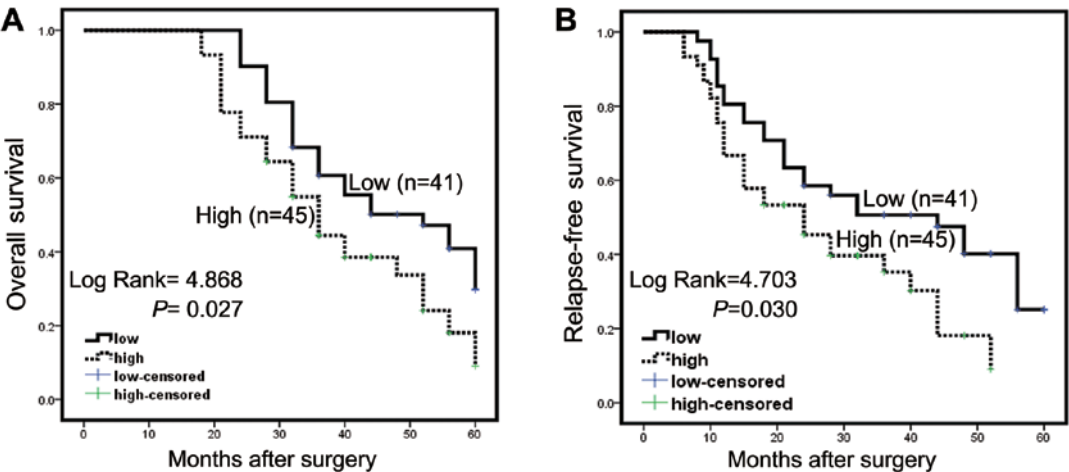 A
Overall survival
1.0
0.8
0.6
0.4
0.2
0.0
Low (n=41)
High (n=45)
Log Rank= 4.868
P= 0.027
low
high
low-censored
high-censored
0 10 20 30 40 50 60
Months after surgery
B
Relapse-free survival
1.0
0.8
0.6
0.4
0.2
0.0
Low (n=41)
High (n=45)
Log Rank=4.703
P=0.030
low
high
low-censored
high-censored
0 10 20 30 40 50 60
Months after surgery